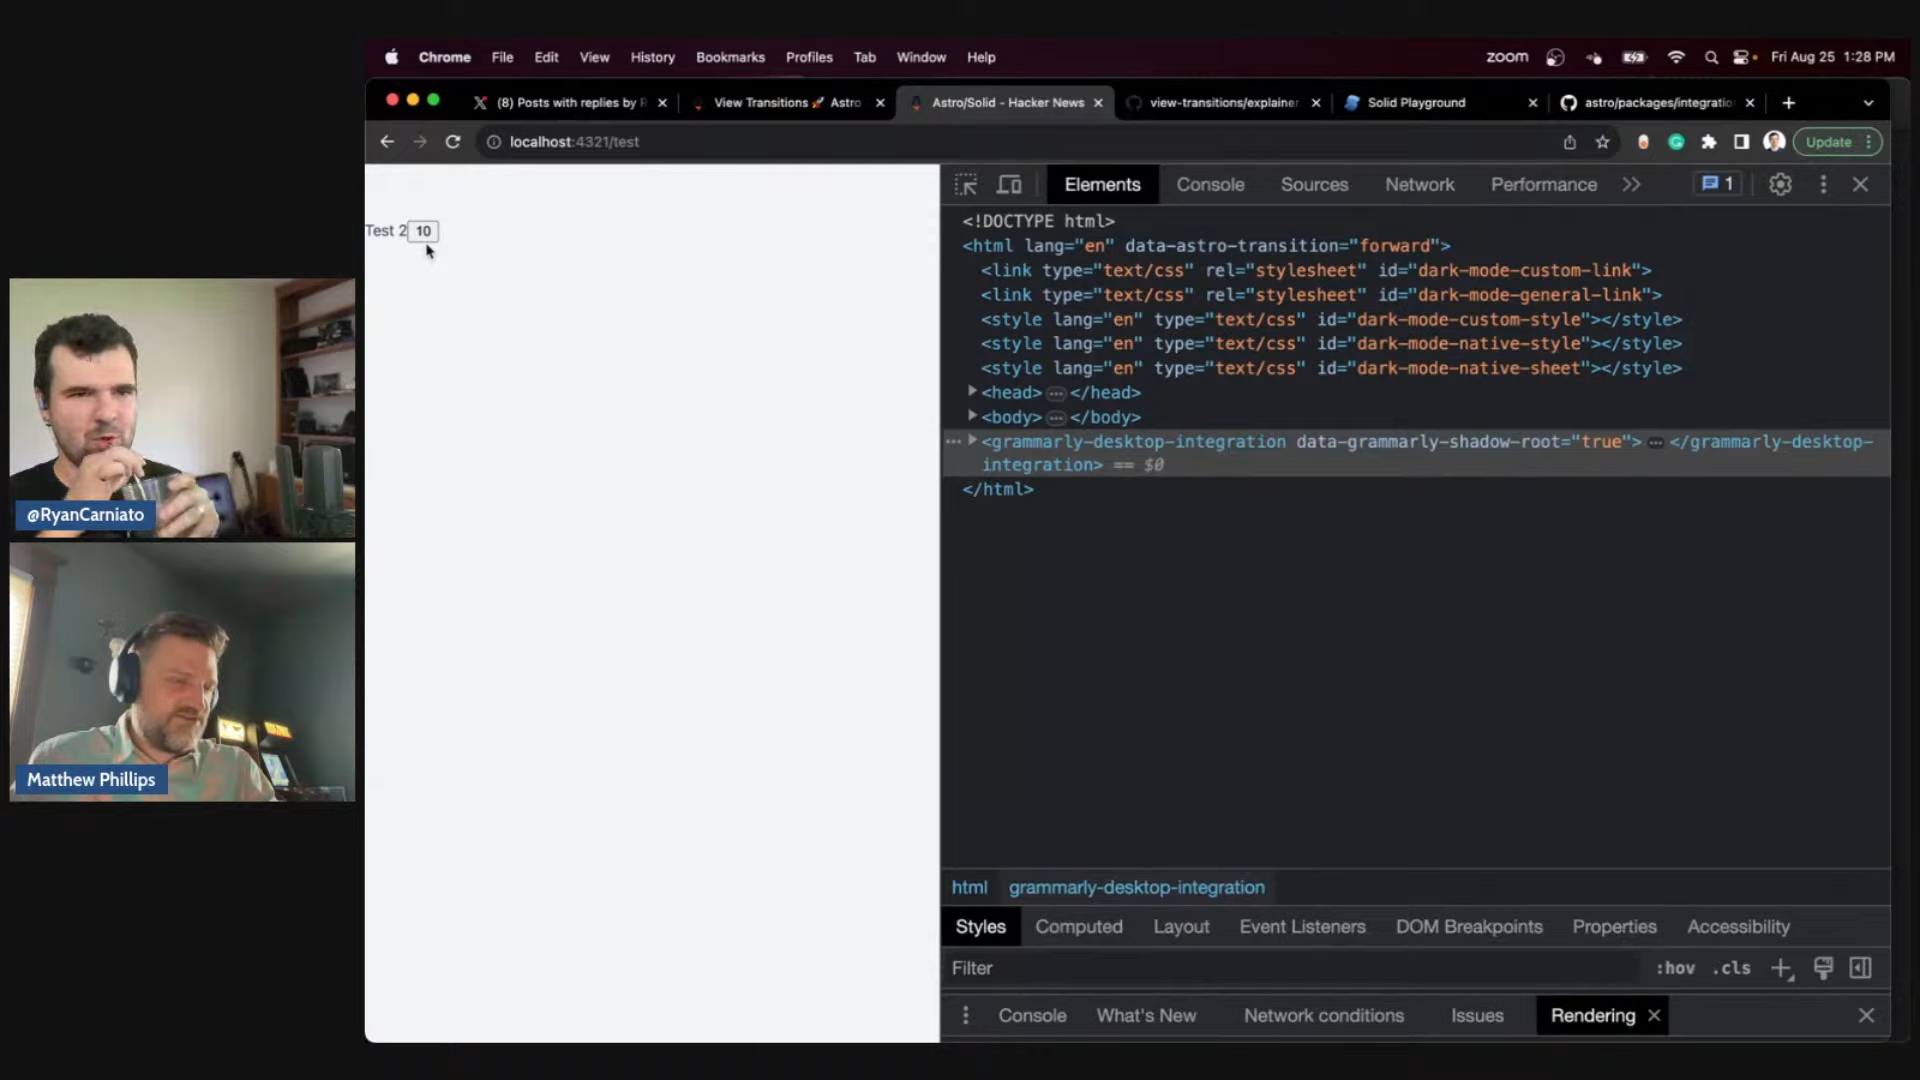 Chrome File Edit View History Bookmarks Profiles Tab Window Help
zoom Fri Aug 25 1:28 PM
(8) Posts with replies by R
View Transitions 🚀 Astro
Astro/Solid - Hacker News
view-transitions/explainer
Solid Playground
astro/packages/integratio
localhost:4321/test
Update
Test 2 10
Elements Console Sources Network Performance 1
<!DOCTYPE html>
<html lang="en" data-astro-transition="forward">
<link type="text/css" rel="stylesheet" id="dark-mode-custom-link">
<link type="text/css" rel="stylesheet" id="dark-mode-general-link">
<style lang="en" type="text/css" id="dark-mode-custom-style"></style>
<style lang="en" type="text/css" id="dark-mode-native-style"></style>
<style lang="en" type="text/css" id="dark-mode-native-sheet"></style>
<head> … </head>
<body> … </body>
<grammarly-desktop-integration data-grammarly-shadow-root="true"> … </grammarly-desktop-
integration> == $0
</html>
@RyanCarniato
Matthew Phillips
html grammarly-desktop-integration
Styles Computed Layout Event Listeners DOM Breakpoints Properties Accessibility
Filter :hov .cls
Console What's New Network conditions Issues Rendering